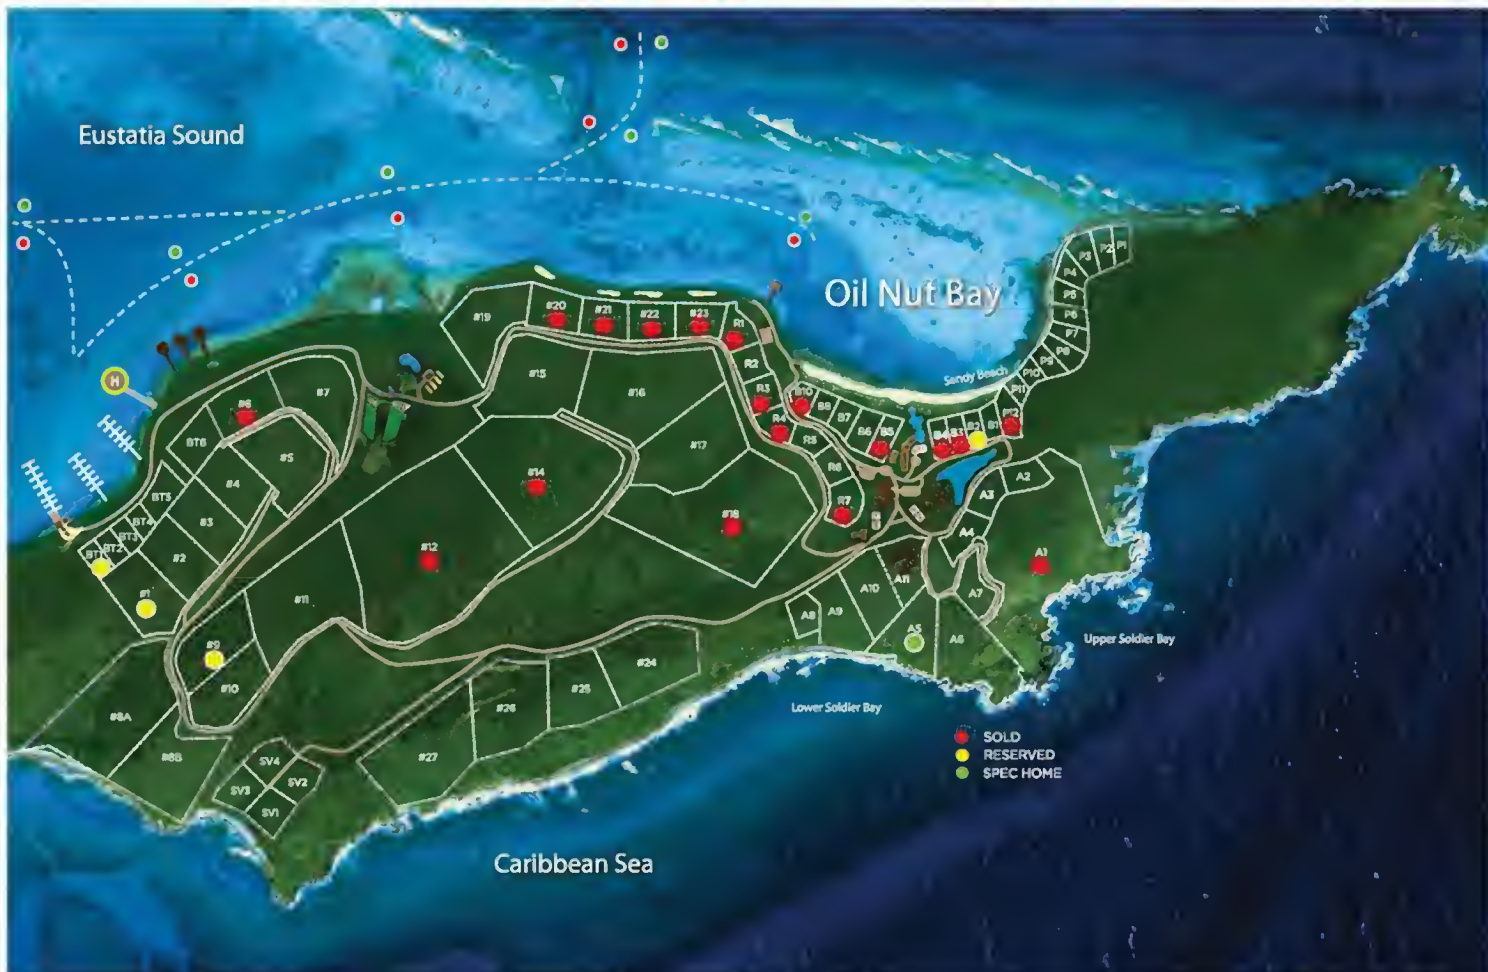 Eustatia Sound
Oil Nut Bay
P3
P2
P1
P4
P5
P6
P7
P8
P9
P10
P11
P12
Sandy Beach
H
#19
#20
#21
#22
#23
R1
R2
R3
R4
R5
R6
R7
#15
#16
#17
#18
#14
#12
#11
#7
#6
BT6
#5
#4
BT5
#3
BT4
BT3
BT2
BT1
#2
#1
#9
#10
#8A
#8B
B10
B8
B7
B6
B5
B4
B3
B2
B1
A2
A3
A4
A1
A11
A10
A9
A8
A7
A5
A6
#24
#25
#26
#27
SV4
SV2
SV3
SV1
Upper Soldier Bay
Lower Soldier Bay
SOLD
RESERVED
SPEC HOME
Caribbean Sea